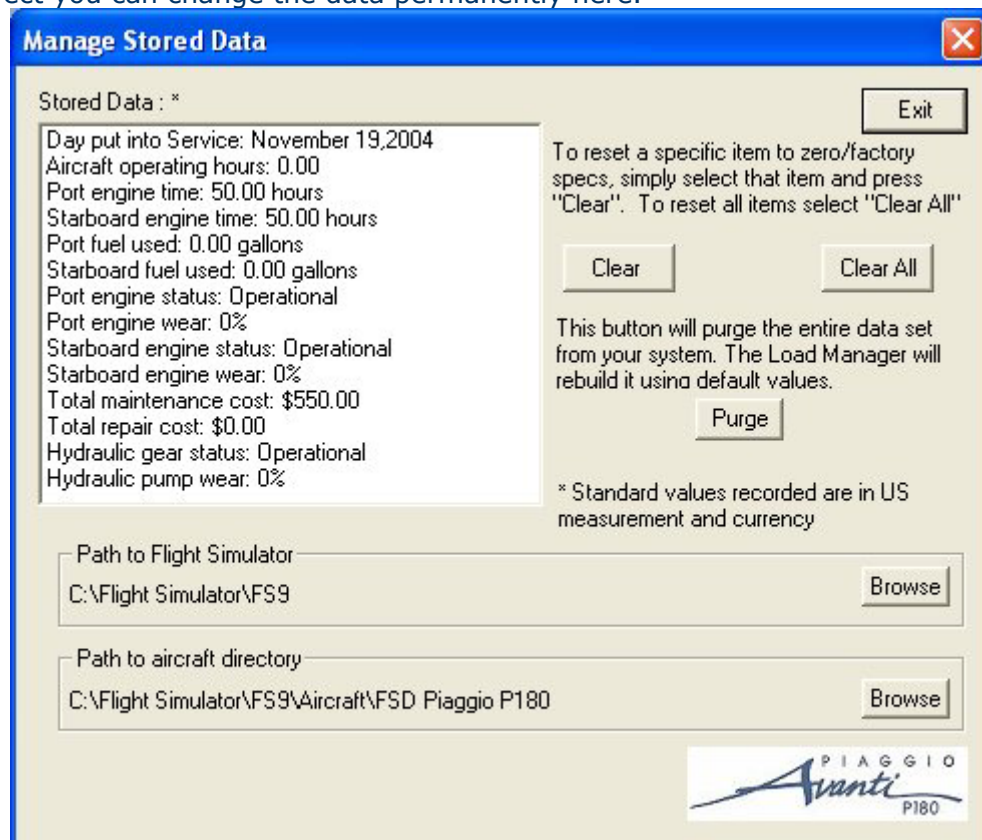 ect you can change the data permanently here.
Manage Stored Data
Stored Data : *
Day put into Service: November 19,2004
Aircraft operating hours: 0.00
Port engine time: 50.00 hours
Starboard engine time: 50.00 hours
Port fuel used: 0.00 gallons
Starboard fuel used: 0.00 gallons
Port engine status: Operational
Port engine wear: 0%
Starboard engine status: Operational
Starboard engine wear: 0%
Total maintenance cost: $550.00
Total repair cost: $0.00
Hydraulic gear status: Operational
Hydraulic pump wear: 0%
Exit
To reset a specific item to zero/factory
specs, simply select that item and press
"Clear". To reset all items select "Clear All"
Clear
Clear All
This button will purge the entire data set
from your system. The Load Manager will
rebuild it using default values.
Purge
* Standard values recorded are in US
measurement and currency
Path to Flight Simulator
C:\Flight Simulator\FS9
Browse
Path to aircraft directory
C:\Flight Simulator\FS9\Aircraft\FSD Piaggio P180
Browse
PIAGGIO
Avanti
P180